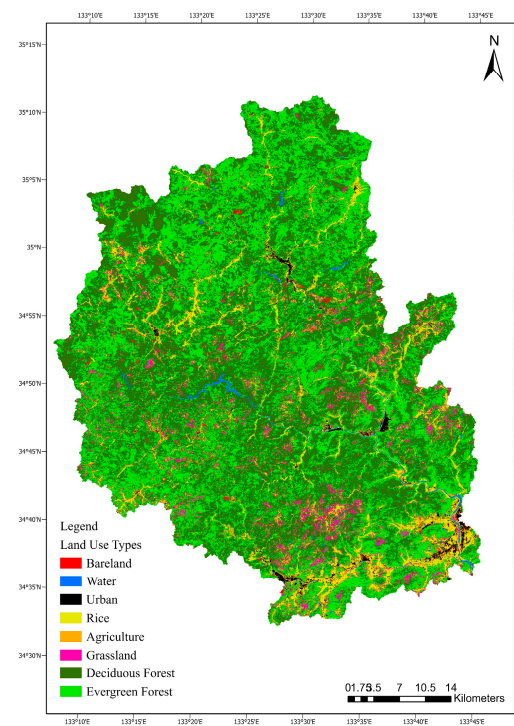 133°10'E 133°15'E 133°20'E 133°25'E 133°30'E 133°35'E 133°40'E 133°45'E
N
35°15'N
35°10'N
35°5'N
35°N
34°55'N
34°50'N
34°45'N
34°40'N
34°35'N
34°30'N
Legend
Land Use Types
Bareland
Water
Urban
Rice
Agriculture
Grassland
Deciduous Forest
Evergreen Forest
01.753.5 7 10.5 14
Kilometers
133°10'E 133°15'E 133°20'E 133°25'E 133°30'E 133°35'E 133°40'E 133°45'E